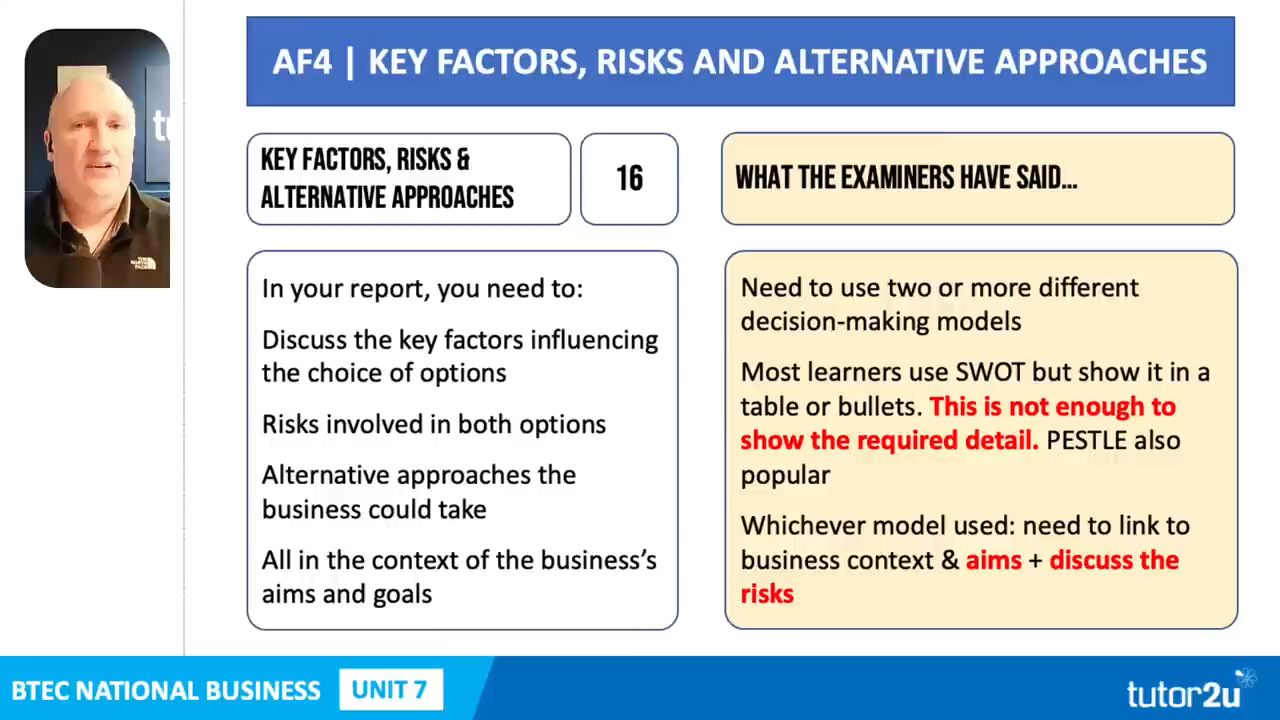 AF4 | KEY FACTORS, RISKS AND ALTERNATIVE APPROACHES
KEY FACTORS, RISKS &
ALTERNATIVE APPROACHES
16
WHAT THE EXAMINERS HAVE SAID...
In your report, you need to:
Discuss the key factors influencing
the choice of options
Risks involved in both options
Alternative approaches the
business could take
All in the context of the business's
aims and goals
Need to use two or more different
decision-making models
Most learners use SWOT but show it in a
table or bullets. This is not enough to
show the required detail. PESTLE also
popular
Whichever model used: need to link to
business context & aims + discuss the
risks
THE
NORTH
FACE
BTEC NATIONAL BUSINESS
UNIT 7
tutor2u